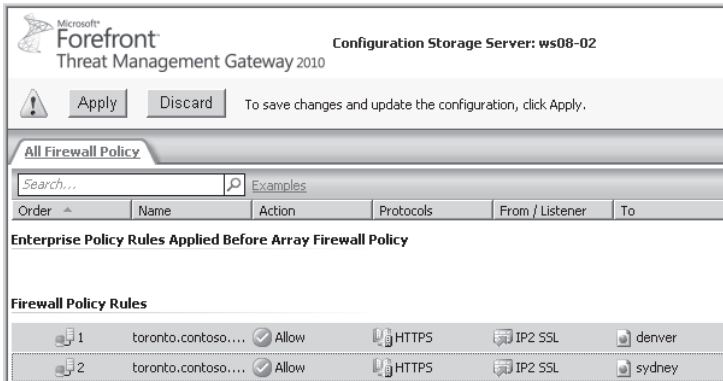 Microsoft®
Forefront
Threat Management Gateway 2010
Configuration Storage Server: ws08-02
Apply Discard To save changes and update the configuration, click Apply.
All Firewall Policy
Search... Examples
Order Name Action Protocols From / Listener To
Enterprise Policy Rules Applied Before Array Firewall Policy
Firewall Policy Rules
1 toronto.contoso.... Allow HTTPS IP2 SSL denver
2 toronto.contoso.... Allow HTTPS IP2 SSL sydney